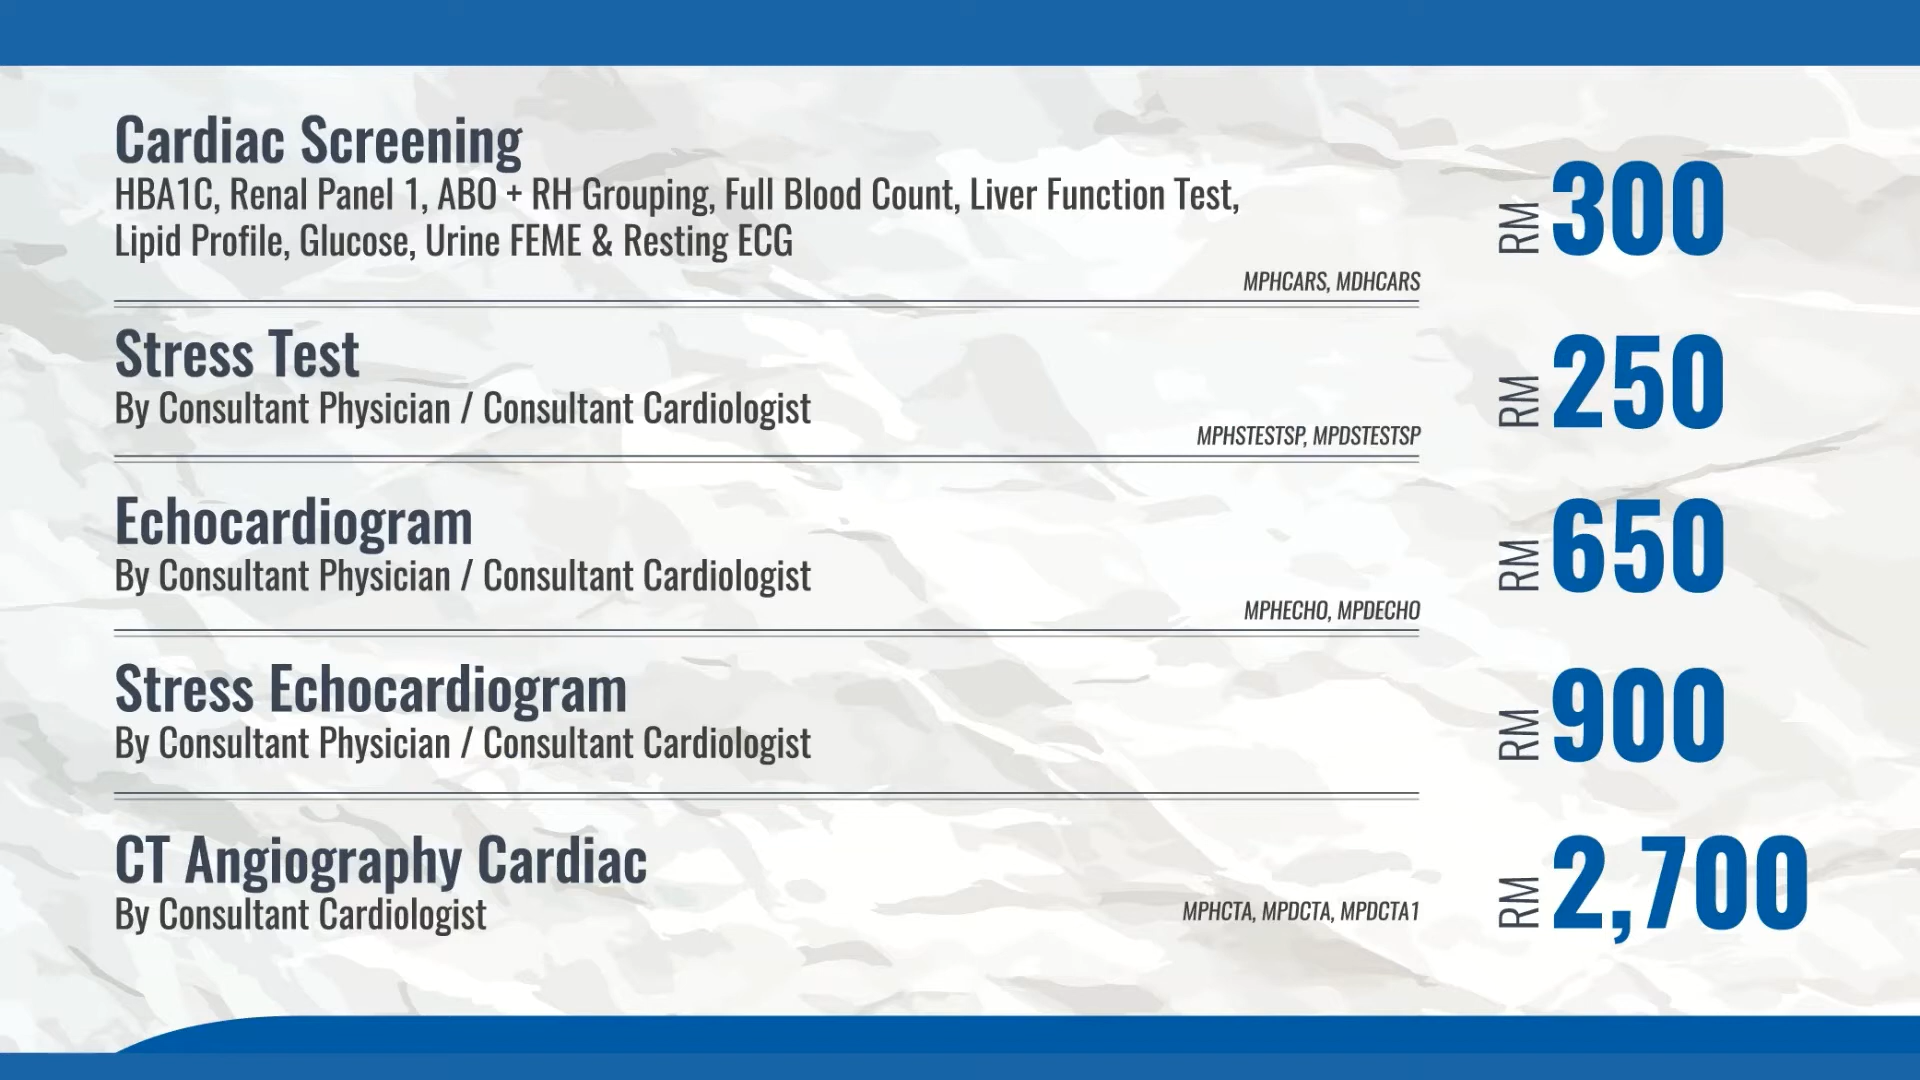 Cardiac Screening
HBA1C, Renal Panel 1, ABO + RH Grouping, Full Blood Count, Liver Function Test,
Lipid Profile, Glucose, Urine FEME & Resting ECG
MPHCARS, MDHCARS
RM 300
Stress Test
By Consultant Physician / Consultant Cardiologist
MPHSTESTSP, MPDSTESTSP
RM 250
Echocardiogram
By Consultant Physician / Consultant Cardiologist
MPHECHO, MPDECHO
RM 650
Stress Echocardiogram
By Consultant Physician / Consultant Cardiologist
RM 900
CT Angiography Cardiac
By Consultant Cardiologist
MPHCTA, MPDCTA, MPDCTA1
RM 2,700